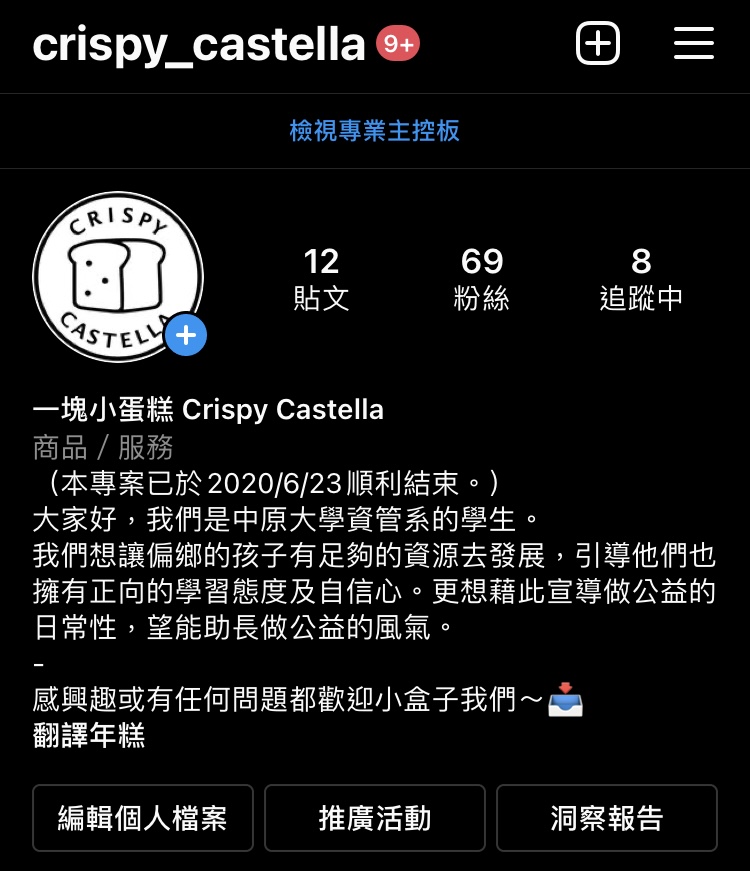 crispy_castella 9+
檢視專業主控板
CRISPY
CASTELLA
12 69 8
貼文 粉絲 追蹤中
一塊小蛋糕 Crispy Castella
商品 / 服務
（本專案已於2020/6/23順利結束。）
大家好，我們是中原大學資管系的學生。
我們想讓偏鄉的孩子有足夠的資源去發展，引導他們也
擁有正向的學習態度及自信心。更想藉此宣導做公益的
日常性，望能助長做公益的風氣。
-
感興趣或有任何問題都歡迎小盒子我們～📥
翻譯年糕
編輯個人檔案 推廣活動 洞察報告